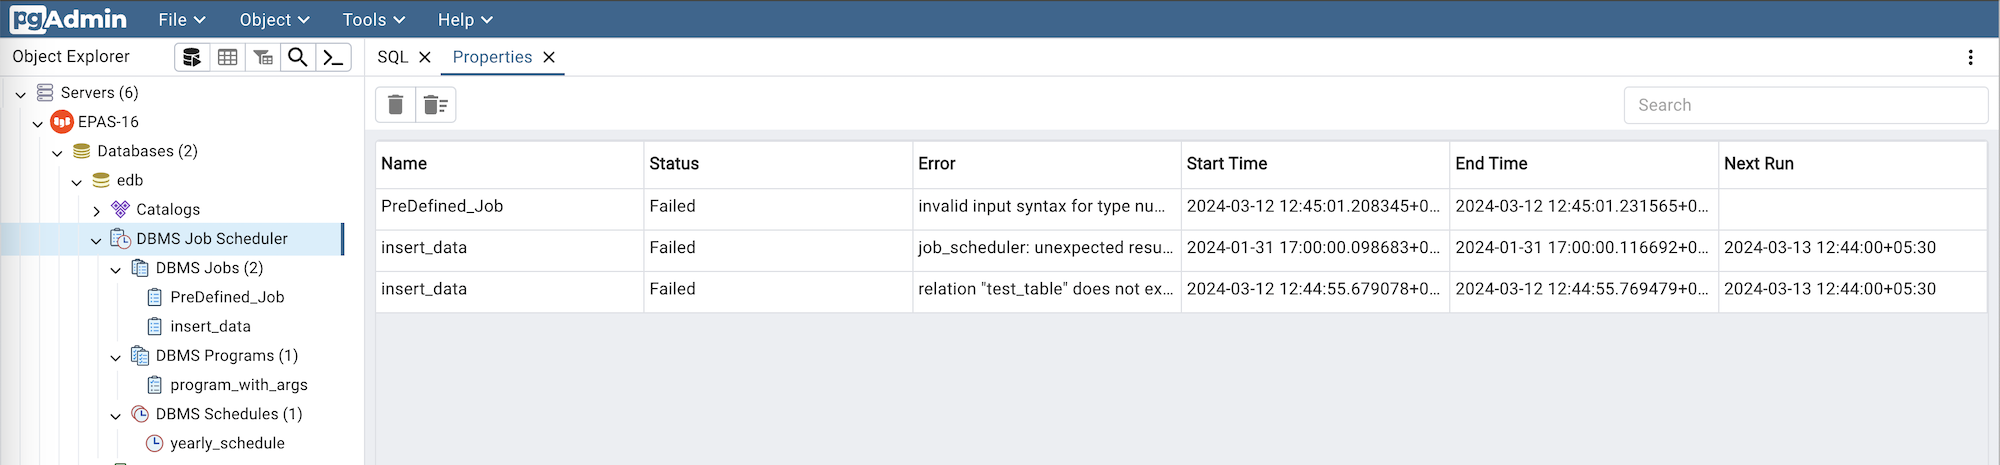 pgAdmin File Object Tools Help
Object Explorer
SQL Properties
Servers (6)
EPAS-16
Databases (2)
edb
Catalogs
DBMS Job Scheduler
DBMS Jobs (2)
PreDefined_Job
insert_data
DBMS Programs (1)
program_with_args
DBMS Schedules (1)
yearly_schedule
Search
Name Status Error Start Time End Time Next Run
PreDefined_Job Failed invalid input syntax for type nu... 2024-03-12 12:45:01.208345+0... 2024-03-12 12:45:01.231565+0...
insert_data Failed job_scheduler: unexpected resu... 2024-01-31 17:00:00.098683+0... 2024-01-31 17:00:00.116692+0... 2024-03-13 12:44:00+05:30
insert_data Failed relation "test_table" does not ex... 2024-03-12 12:44:55.679078+0... 2024-03-12 12:44:55.769479+0... 2024-03-13 12:44:00+05:30